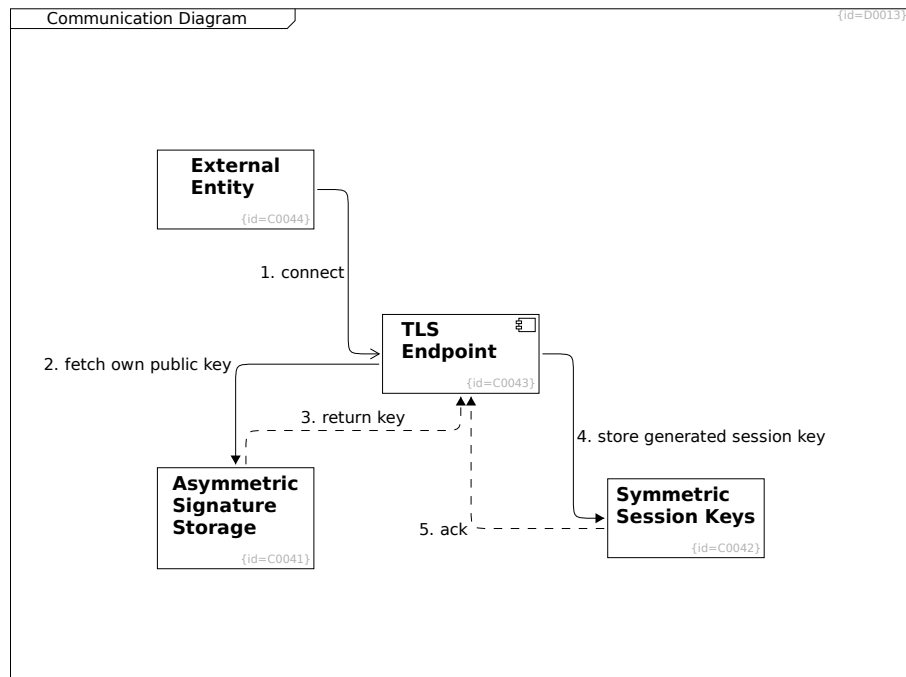 Communication Diagram
{id=D0013}
External
Entity
{id=C0044}
1. connect
TLS
Endpoint
{id=C0043}
2. fetch own public key
3. return key
4. store generated session key
Asymmetric
Signature
Storage
{id=C0041}
Symmetric
Session Keys
{id=C0042}
5. ack